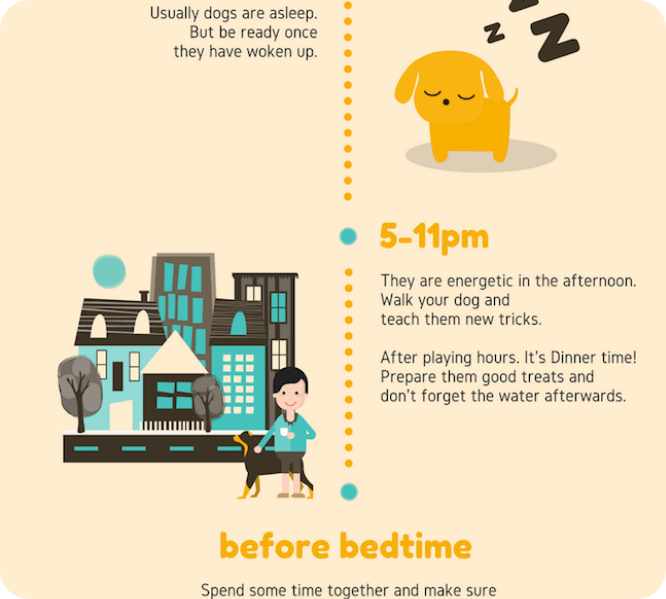 Usually dogs are asleep.
But be ready once
they have woken up.
z z Z
5-11pm
They are energetic in the afternoon.
Walk your dog and
teach them new tricks.
After playing hours. It's Dinner time!
Prepare them good treats and
don't forget the water afterwards.
before bedtime
Spend some time together and make sure